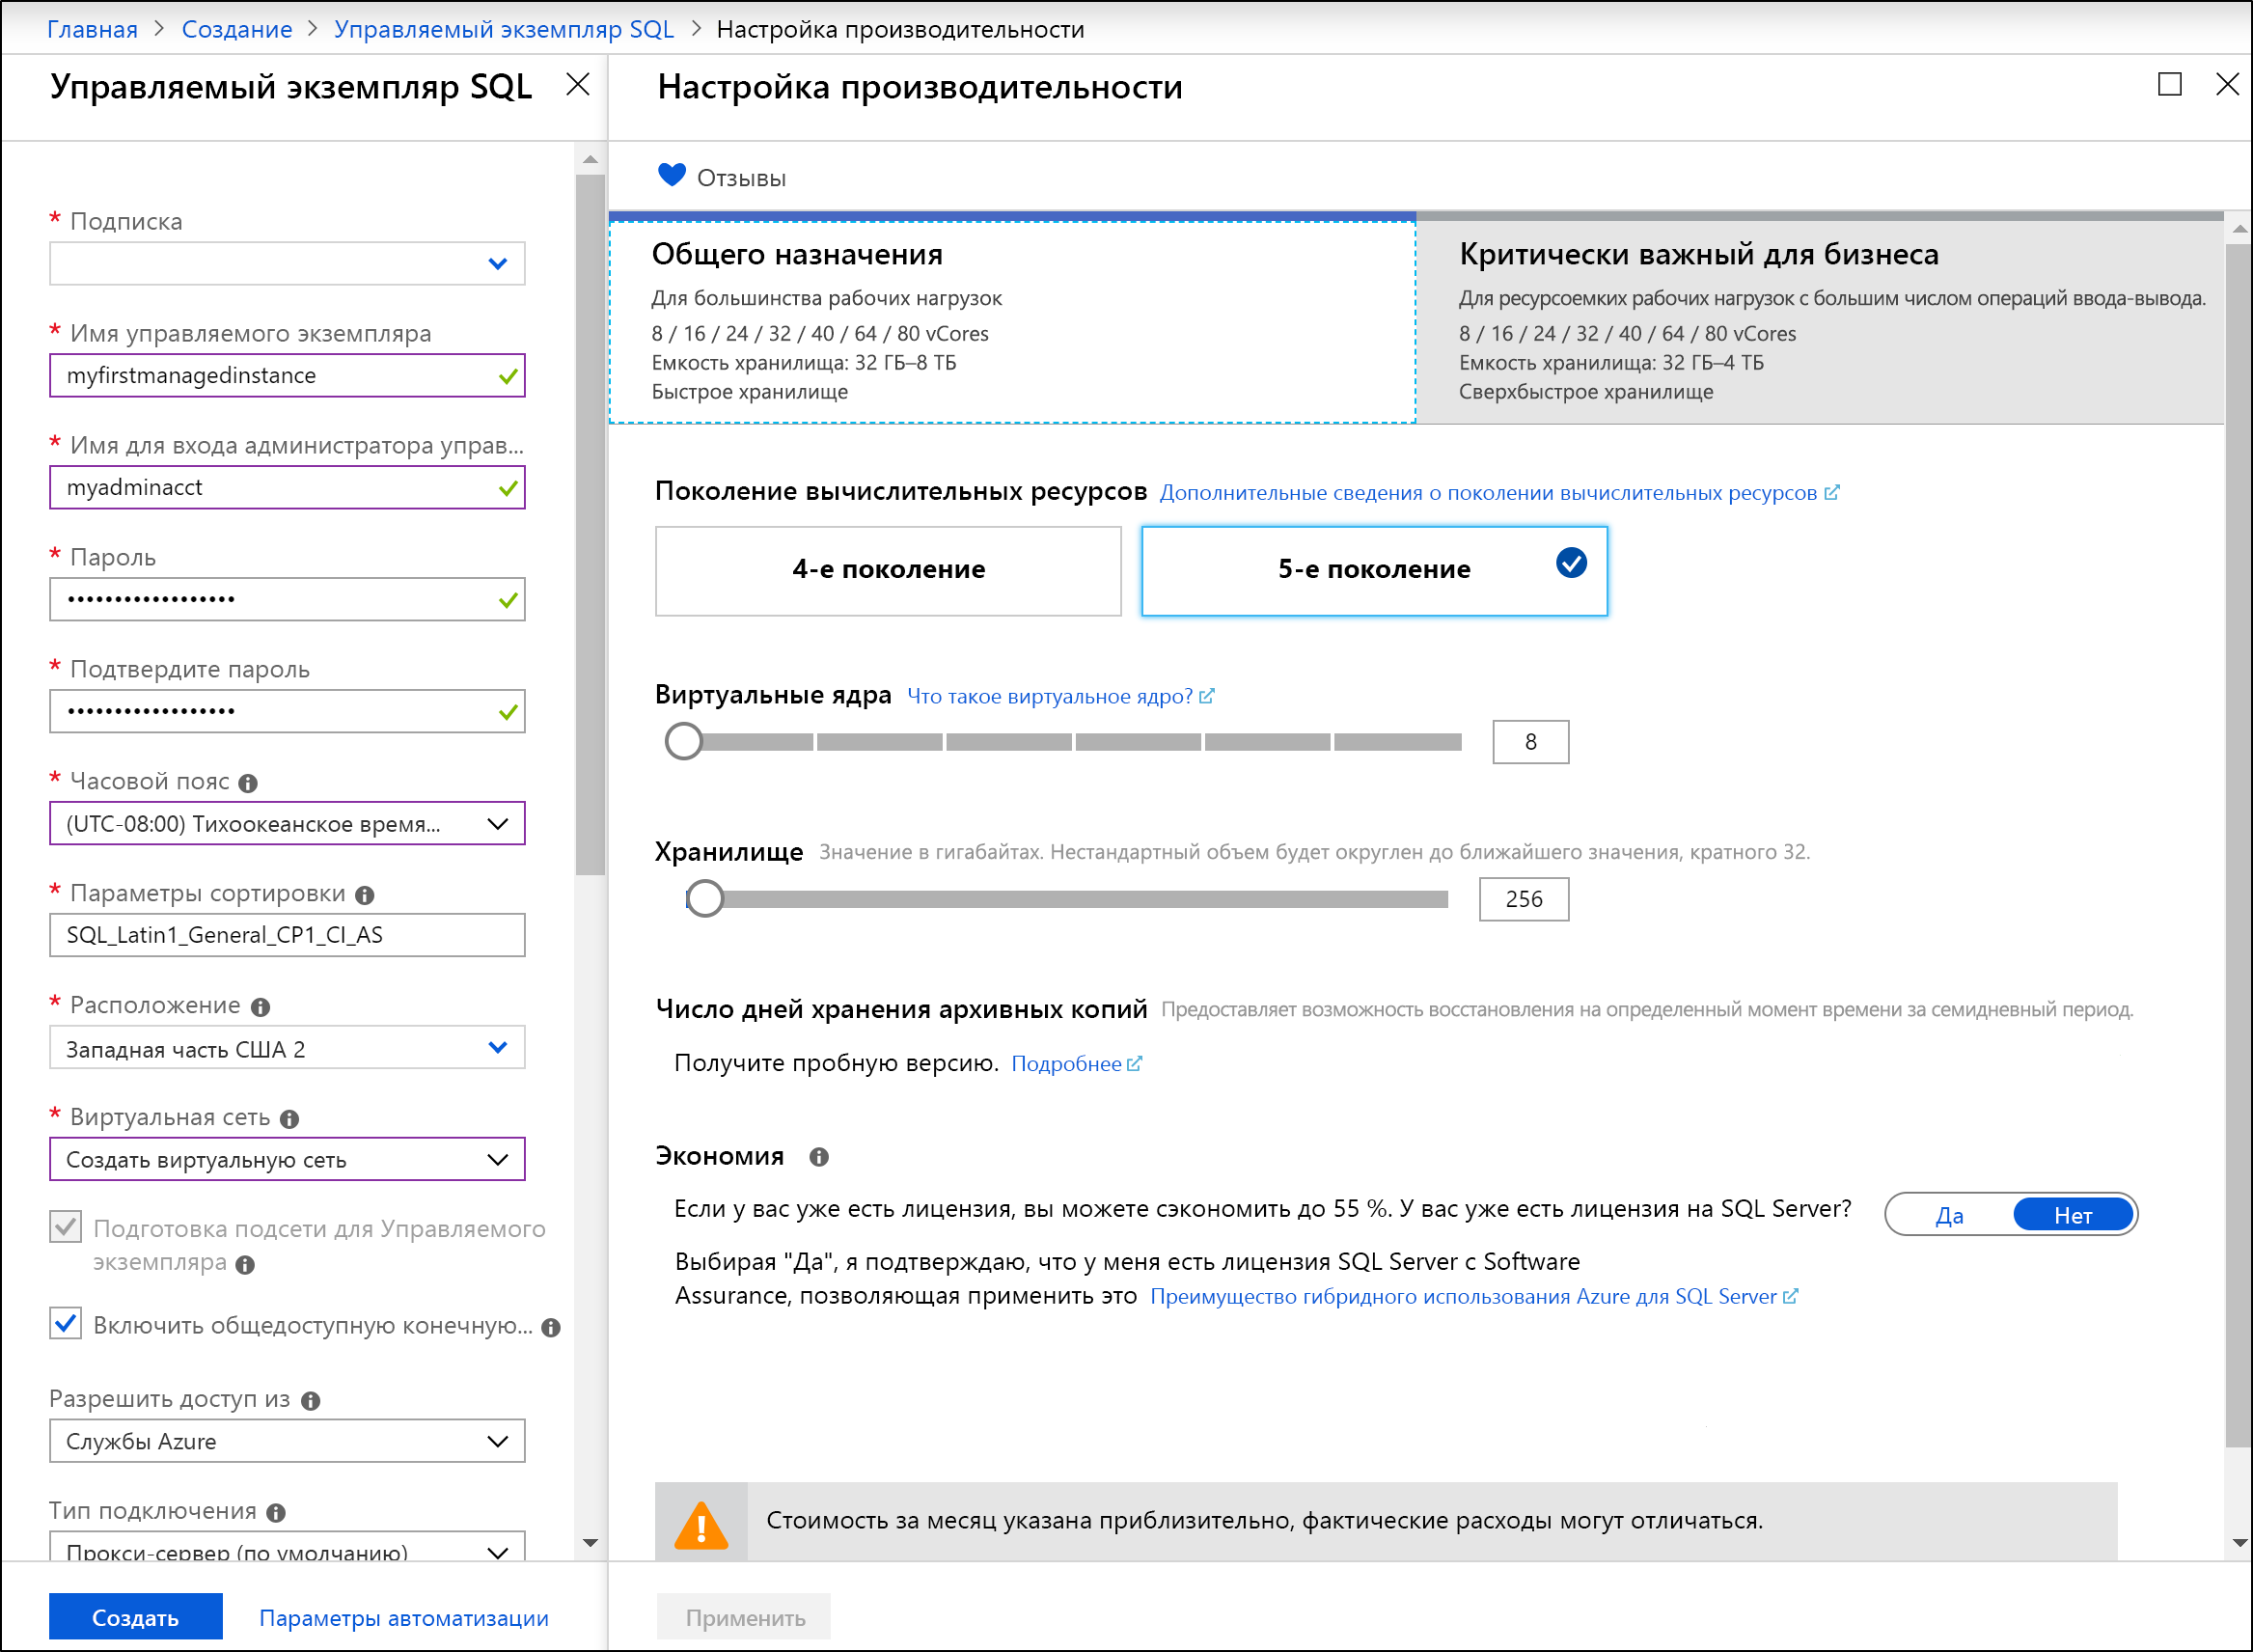 Главная > Создание > Управляемый экземпляр SQL > Настройка производительности
Управляемый экземпляр SQL
* Подписка
* Имя управляемого экземпляра
myfirstmanagedinstance
* Имя для входа администратора управ...
myadminacct
* Пароль
••••••••••••••••••
* Подтвердите пароль
••••••••••••••••••
* Часовой пояс
(UTC-08:00) Тихоокеанское время...
* Параметры сортировки
SQL_Latin1_General_CP1_CI_AS
* Расположение
Западная часть США 2
* Виртуальная сеть
Создать виртуальную сеть
Подготовка подсети для Управляемого
экземпляра
Включить общедоступную конечную...
Разрешить доступ из
Службы Azure
Тип подключения
Прокси-сервер (по умолчанию)
Создать
Параметры автоматизации
Настройка производительности
Отзывы
Общего назначения
Для большинства рабочих нагрузок
8 / 16 / 24 / 32 / 40 / 64 / 80 vCores
Емкость хранилища: 32 ГБ–8 ТБ
Быстрое хранилище
Критически важный для бизнеса
Для ресурсоемких рабочих нагрузок с большим числом операций ввода-вывода.
8 / 16 / 24 / 32 / 40 / 64 / 80 vCores
Емкость хранилища: 32 ГБ–4 ТБ
Сверхбыстрое хранилище
Поколение вычислительных ресурсов Дополнительные сведения о поколении вычислительных ресурсов
4-е поколение
5-е поколение
Виртуальные ядра Что такое виртуальное ядро?
8
Хранилище Значение в гигабайтах. Нестандартный объем будет округлен до ближайшего значения, кратного 32.
256
Число дней хранения архивных копий Предоставляет возможность восстановления на определенный момент времени за семидневный период.
Получите пробную версию. Подробнее
Экономия
Если у вас уже есть лицензия, вы можете сэкономить до 55 %. У вас уже есть лицензия на SQL Server?
Да
Нет
Выбирая "Да", я подтверждаю, что у меня есть лицензия SQL Server с Software
Assurance, позволяющая применить это Преимущество гибридного использования Azure для SQL Server
Стоимость за месяц указана приблизительно, фактические расходы могут отличаться.
Применить